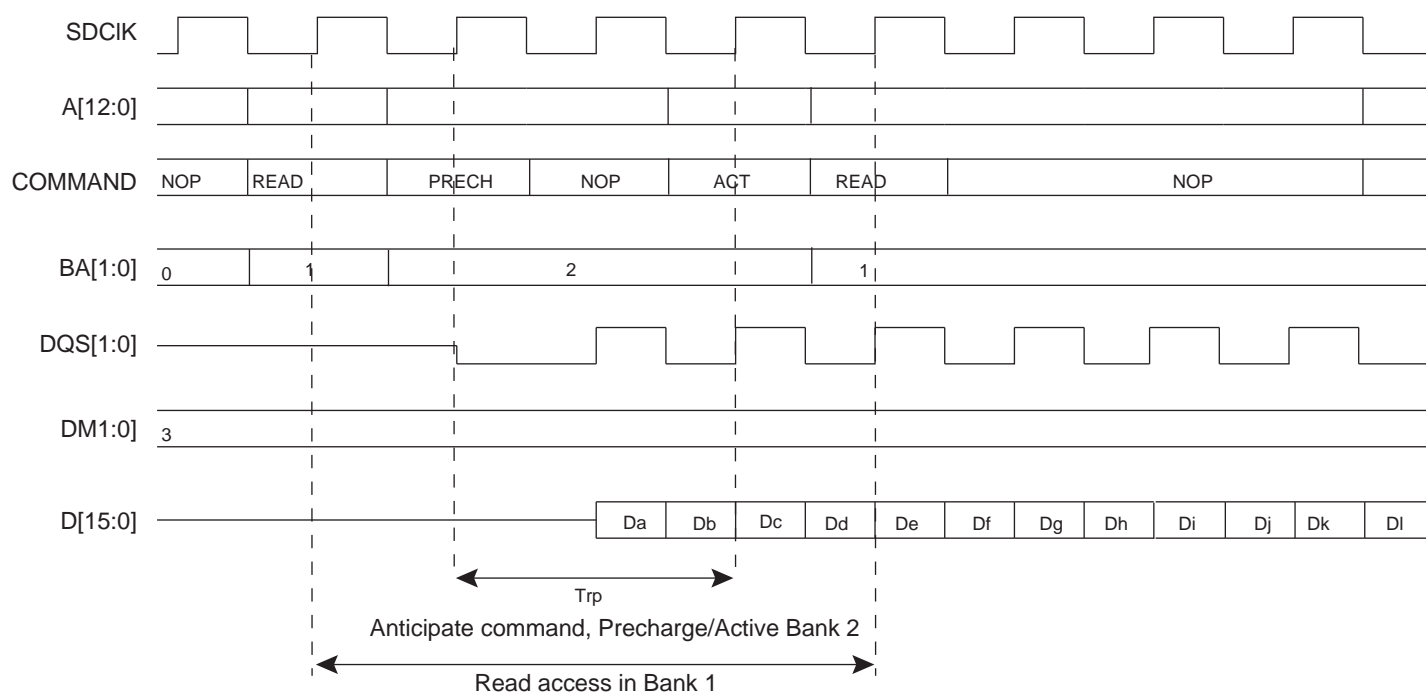 SDClK
A[12:0]
COMMAND NOP READ PRECH NOP ACT READ NOP
BA[1:0] 0 1 2 1
DQS[1:0]
DM1:0] 3
D[15:0] Da Db Dc Dd De Df Dg Dh Di Dj Dk Dl
Trp
Anticipate command, Precharge/Active Bank 2
Read access in Bank 1